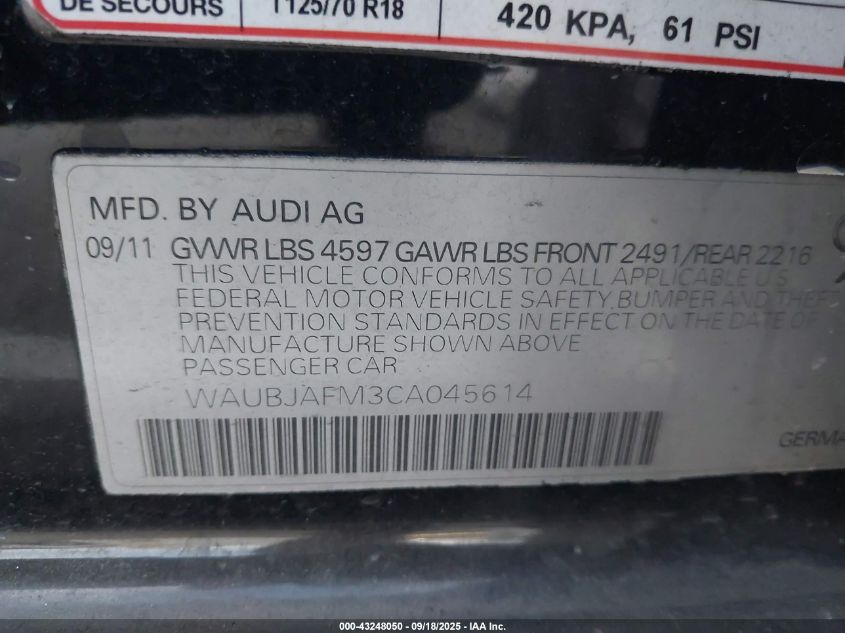 DE SECOURS T125/70 R18 420 KPA, 61 PSI
MFD. BY AUDI AG
09/11 GVWR LBS 4597 GAWR LBS FRONT 2491/REAR 2216
THIS VEHICLE CONFORMS TO ALL APPLICABLE U.S.
FEDERAL MOTOR VEHICLE SAFETY, BUMPER AND THEFT
PREVENTION STANDARDS IN EFFECT ON THE DATE OF
MANUFACTURE SHOWN ABOVE
PASSENGER CAR
WAUBJAFM3CA045614
GERMA
000-43248050 - 09/18/2025 - IAA Inc.